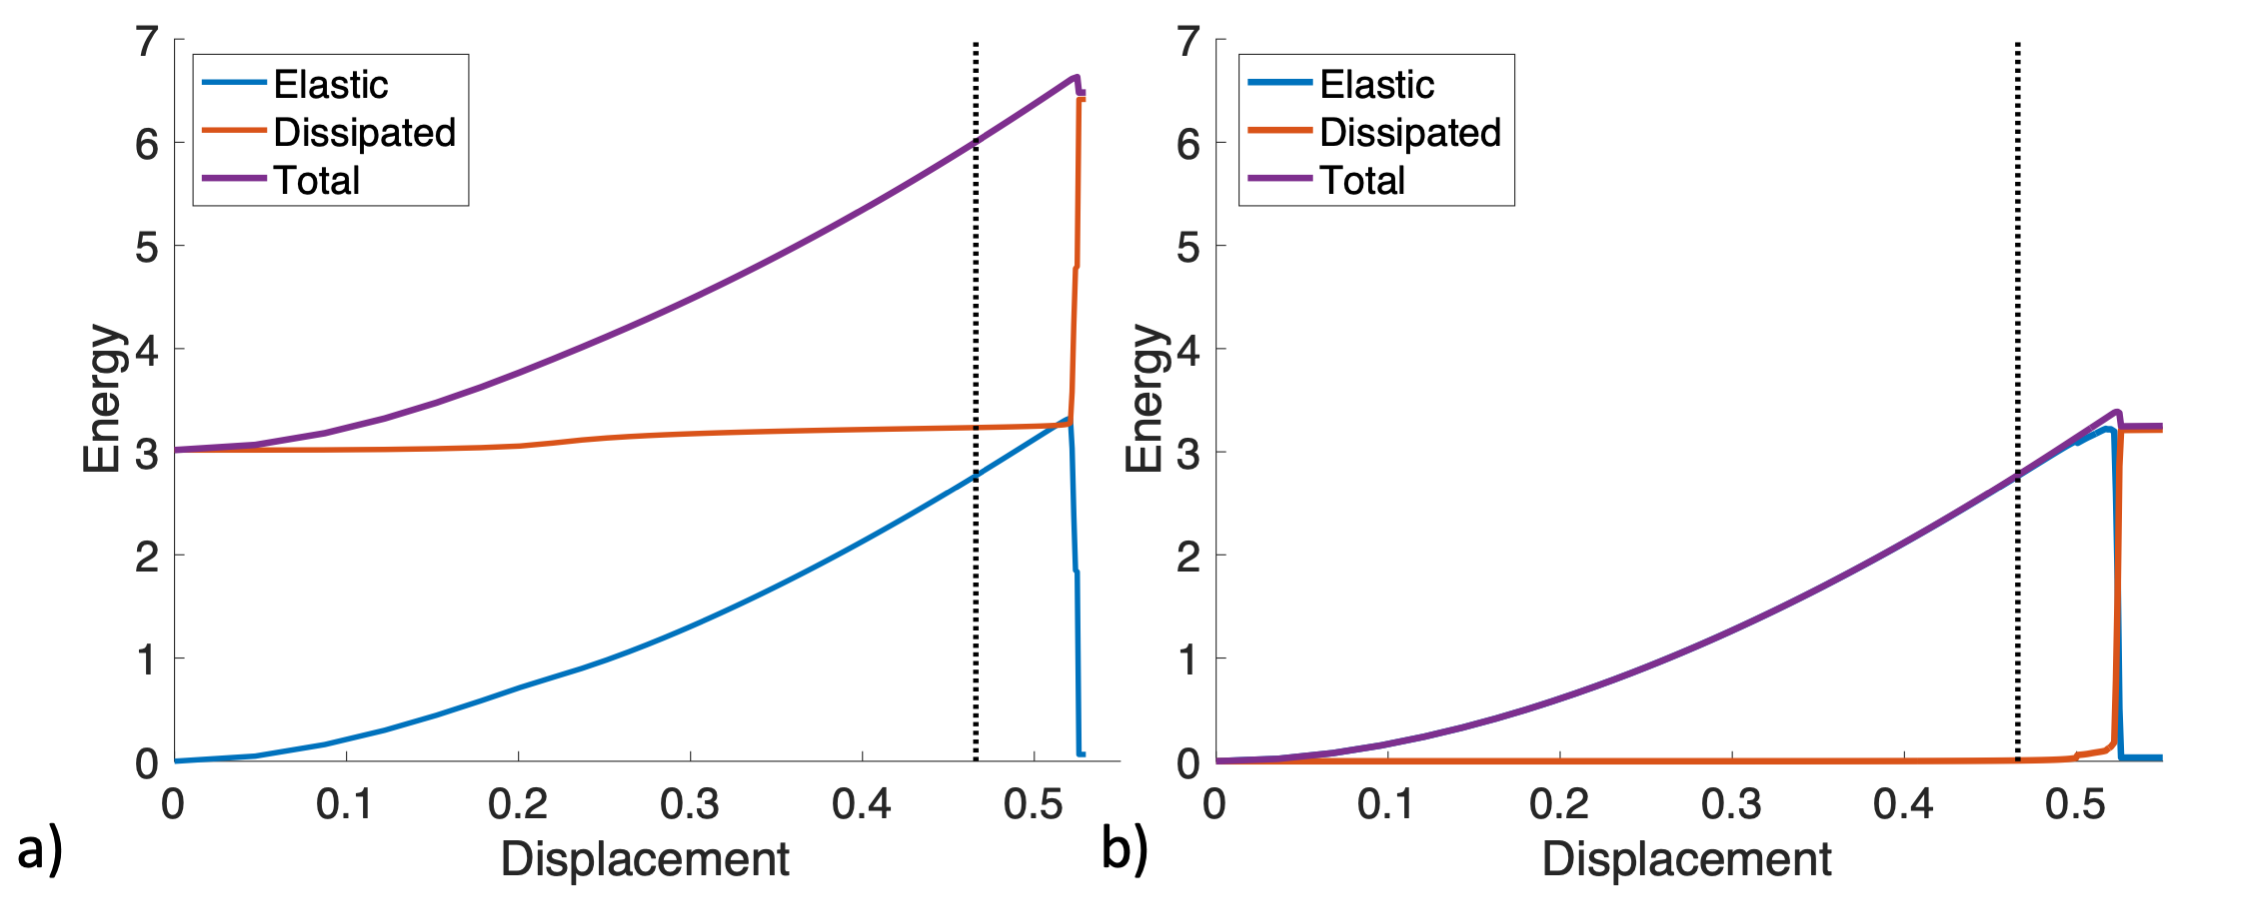 7
6
5
4
3
2
1
0
Energy
Elastic
Dissipated
Total
0 0.1 0.2 0.3 0.4 0.5
Displacement
a)
7
6
5
4
3
2
1
0
Energy
Elastic
Dissipated
Total
0 0.1 0.2 0.3 0.4 0.5
Displacement
b)